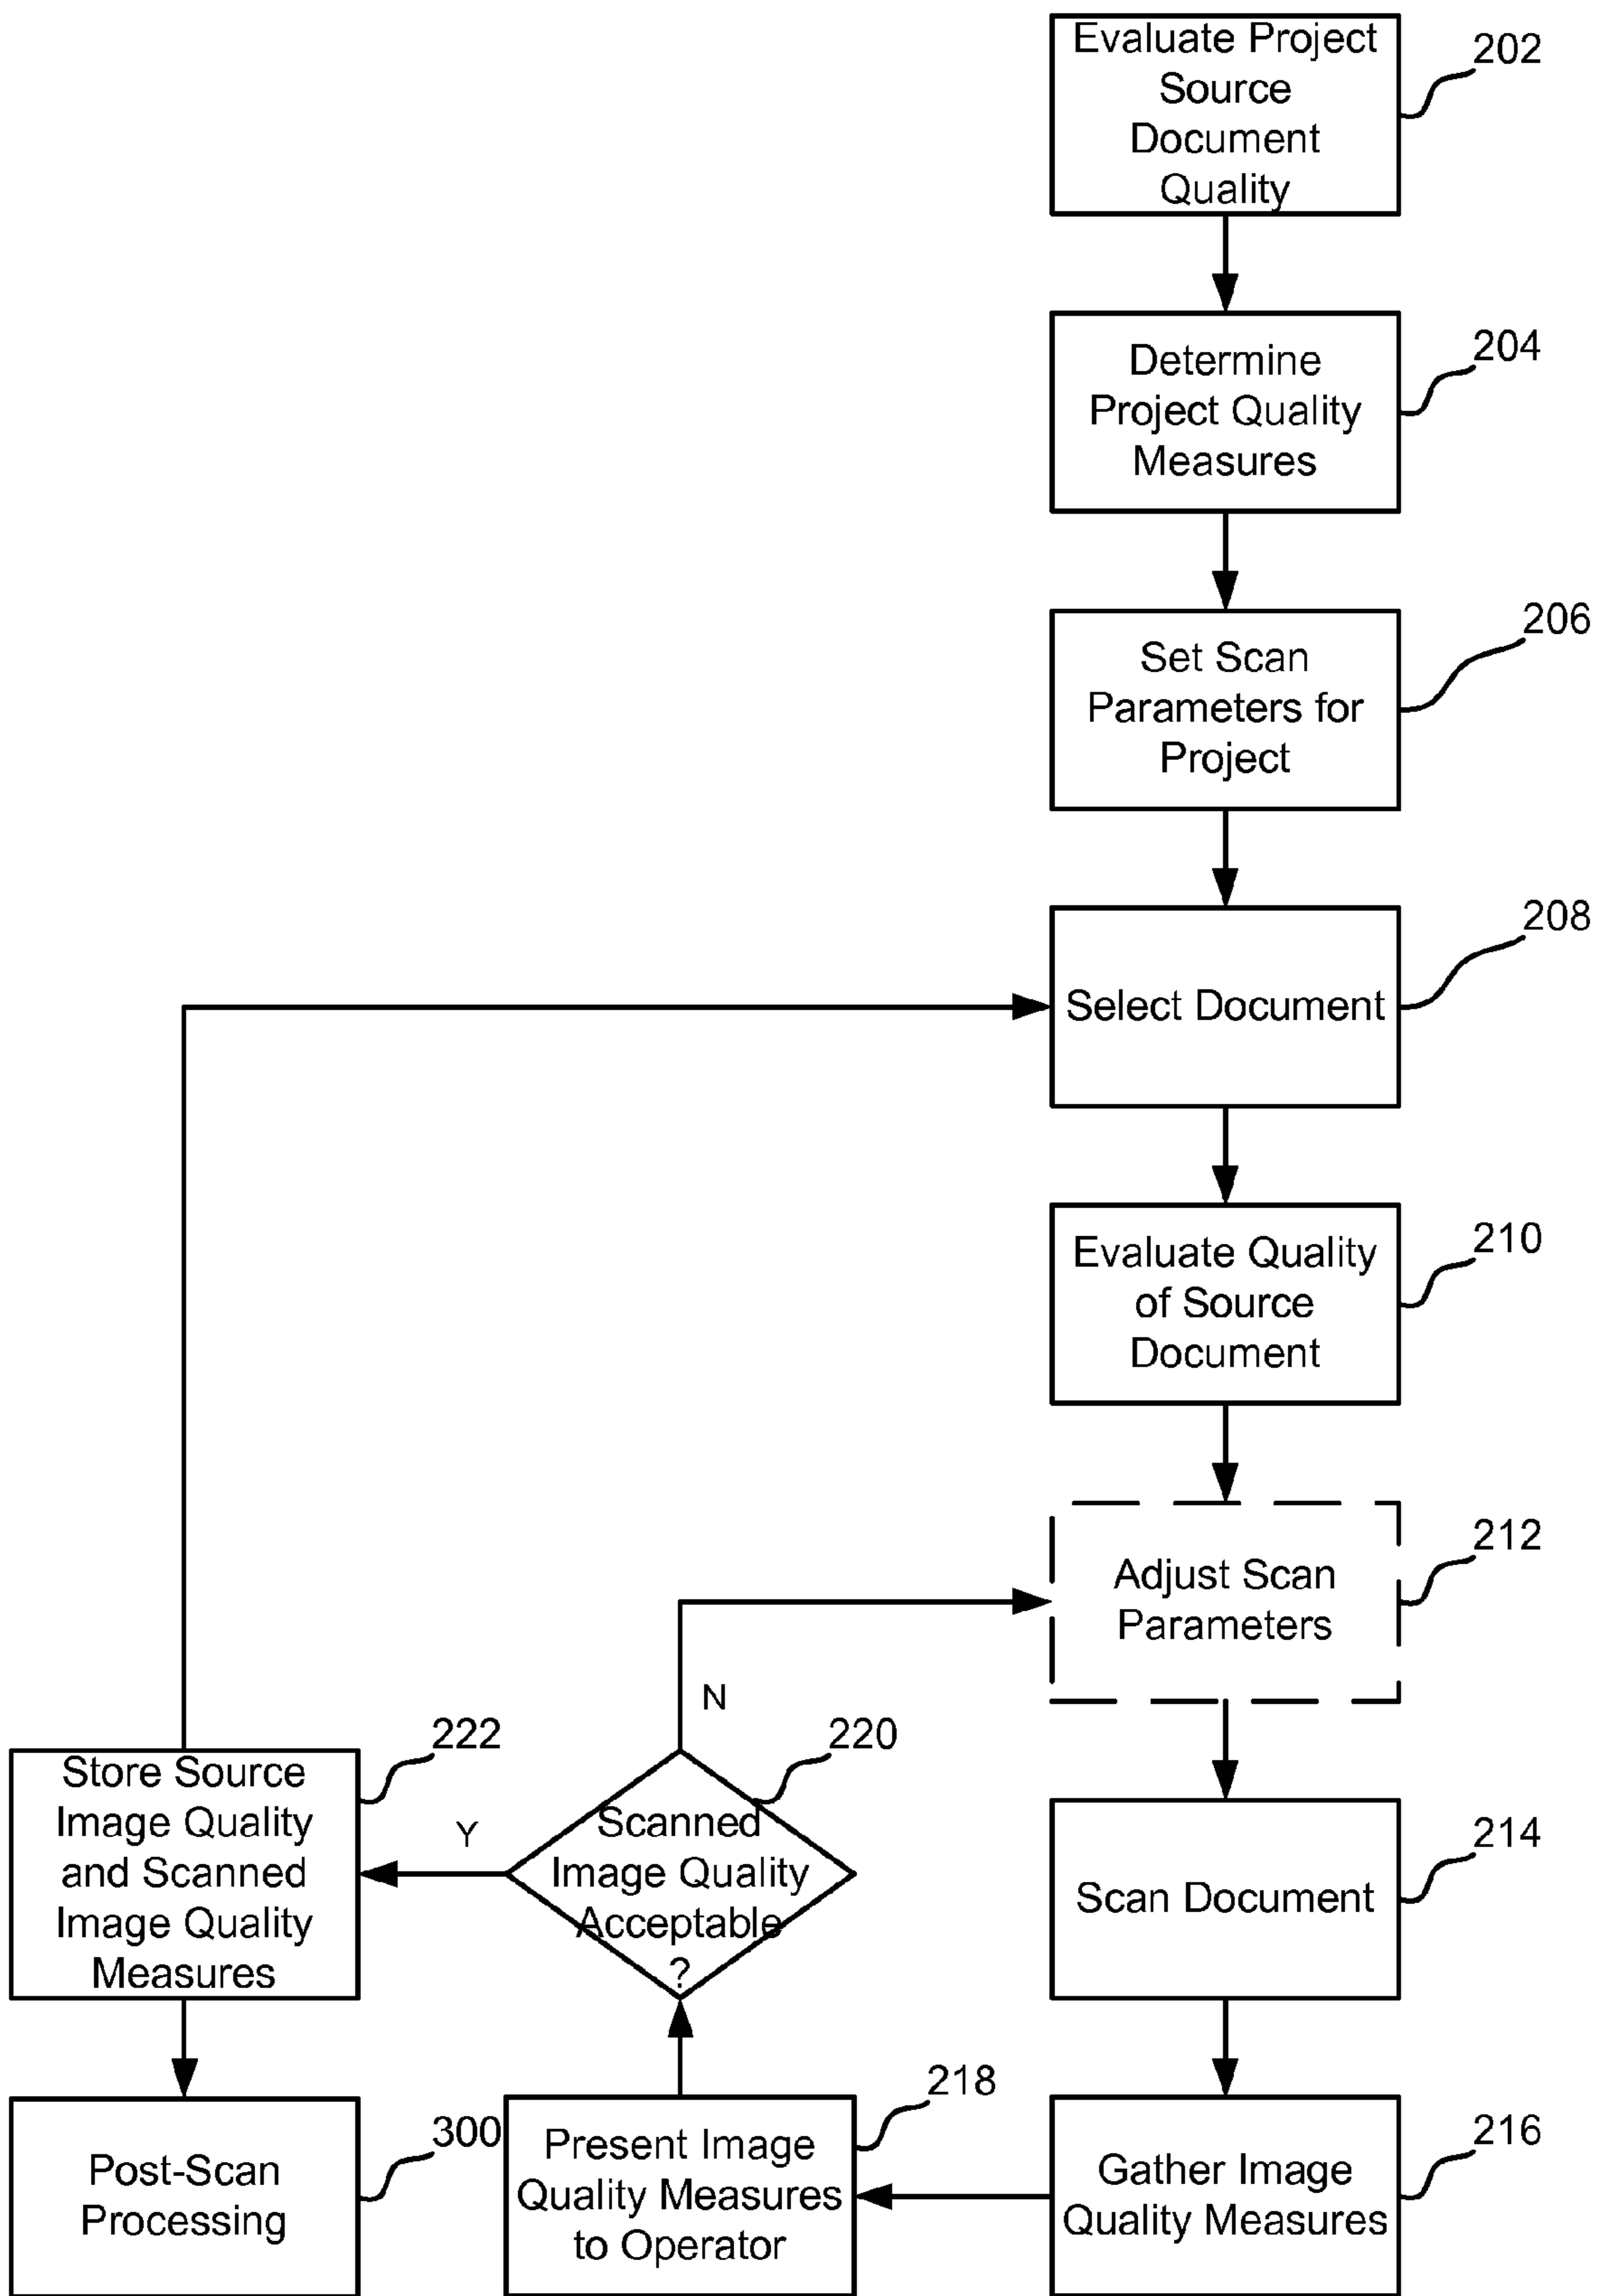 Evaluate Project
Source
Document
Quality
202
Determine
Project Quality
Measures
204
Set Scan
Parameters for
Project
206
Select Document
208
Evaluate Quality
of Source
Document
210
Adjust Scan
Parameters
212
N
Scan Document
214
Gather Image
Quality Measures
216
Present Image
Quality Measures
to Operator
218
Scanned
Image Quality
Acceptable
?
220
Y
Store Source
Image Quality
and Scanned
Image Quality
Measures
222
Post-Scan
Processing
300